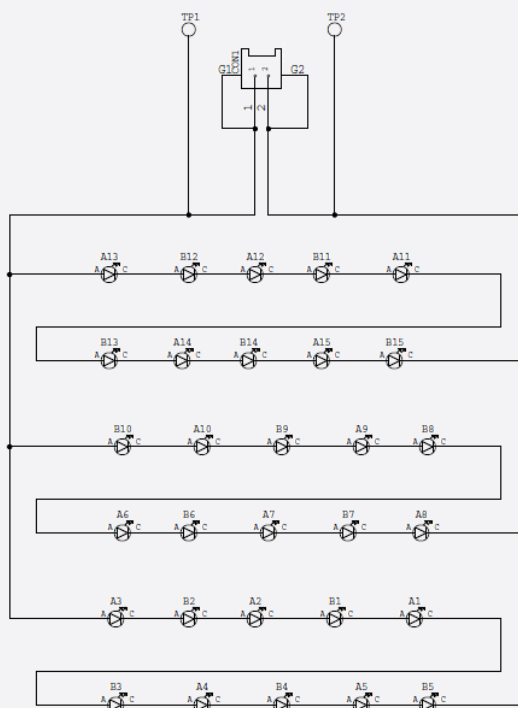 TP1 TP2
CON1
G1 1 2 G2
1 2
A13 B12 A12 B11 A11
A C A C A C A C A C
B13 A14 B14 A15 B15
A C A C A C A C A C
B10 A10 B9 A9 B8
A C A C A C A C A C
A6 B6 A7 B7 A8
A C A C A C A C A C
A3 B2 A2 B1 A1
A C A C A C A C A C
B3 A4 B4 A5 B5
A C A C A C A C A C